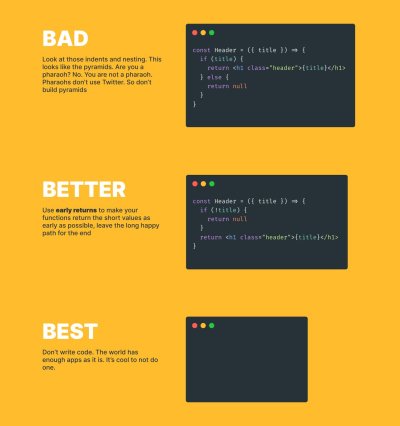 BAD
Look at those indents and nesting. This
looks like the pyramids. Are you a
pharaoh? No. You are not a pharaoh.
Pharaohs don't use Twitter. So don't
build pyramids
const Header = ({ title }) => {
  if (title) {
    return <h1 class="header">{title}</h1>
  } else {
    return null
  }
}
BETTER
Use early returns to make your
functions return the short values as
early as possible, leave the long happy
path for the end
const Header = ({ title }) => {
  if (!title) {
    return null
  }
  return <h1 class="header">{title}</h1>
}
BEST
Don't write code. The world has
enough apps as it is. It's cool to not do
one.